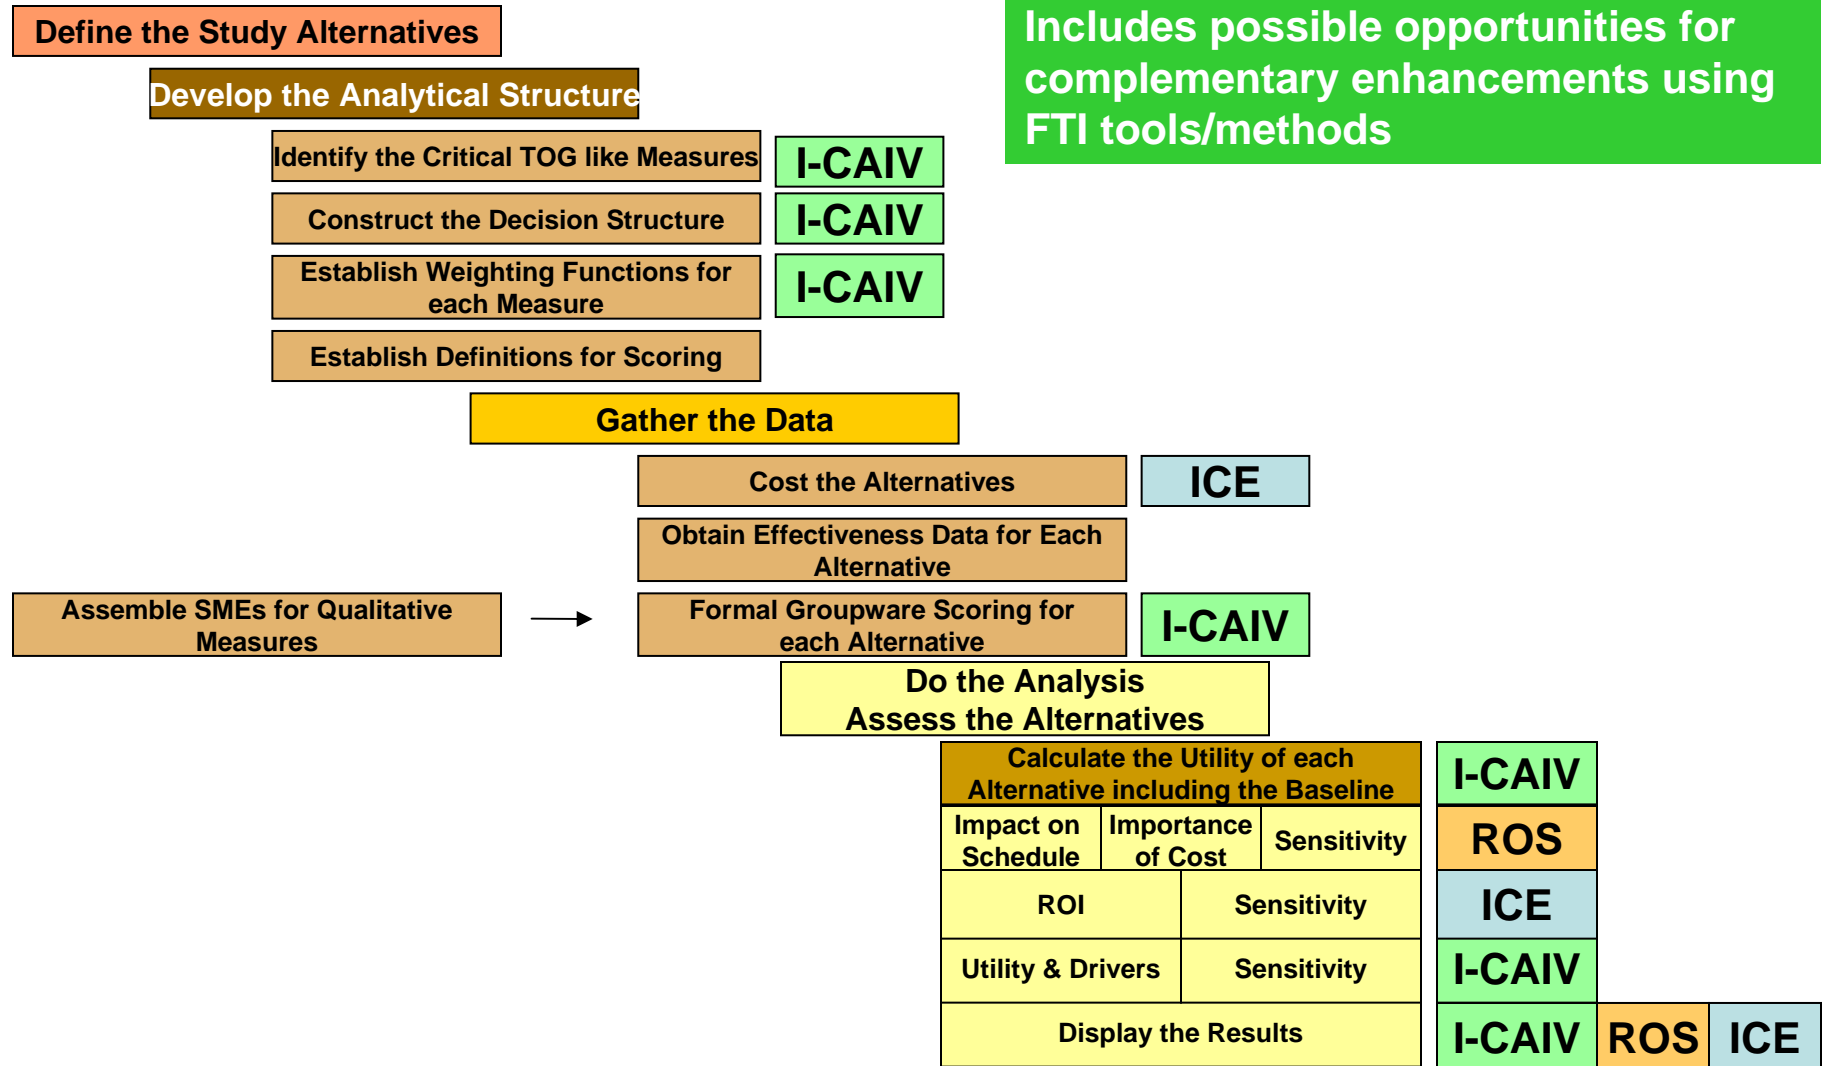 Define the Study Alternatives
Includes possible opportunities for
complementary enhancements using
FTI tools/methods
Develop the Analytical Structure
Identify the Critical TOG like Measures
I-CAIV
Construct the Decision Structure
I-CAIV
Establish Weighting Functions for
each Measure
I-CAIV
Establish Definitions for Scoring
Gather the Data
Cost the Alternatives
ICE
Obtain Effectiveness Data for Each
Alternative
Assemble SMEs for Qualitative
Measures
Formal Groupware Scoring for
each Alternative
I-CAIV
Do the Analysis
Assess the Alternatives
Calculate the Utility of each
Alternative including the Baseline
I-CAIV
Impact on
Schedule
Importance
of Cost
Sensitivity
ROS
ROI
Sensitivity
ICE
Utility & Drivers
Sensitivity
I-CAIV
Display the Results
I-CAIV
ROS
ICE